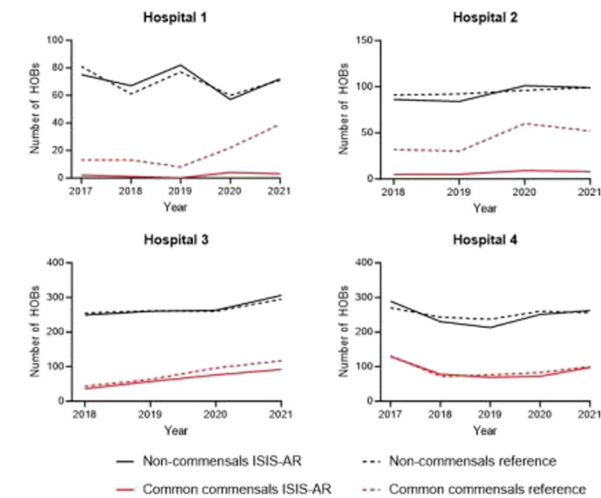 Hospital 1
Number of HOBs
100
80
60
40
20
0
2017 2018 2019 2020 2021
Year
Hospital 2
Number of HOBs
150
100
50
0
2018 2019 2020 2021
Year
Hospital 3
Number of HOBs
400
300
200
100
0
2018 2019 2020 2021
Year
Hospital 4
Number of HOBs
400
300
200
100
0
2017 2018 2019 2020 2021
Year
Non-commensals ISIS-AR
Non-commensals reference
Common commensals ISIS-AR
Common commensals reference